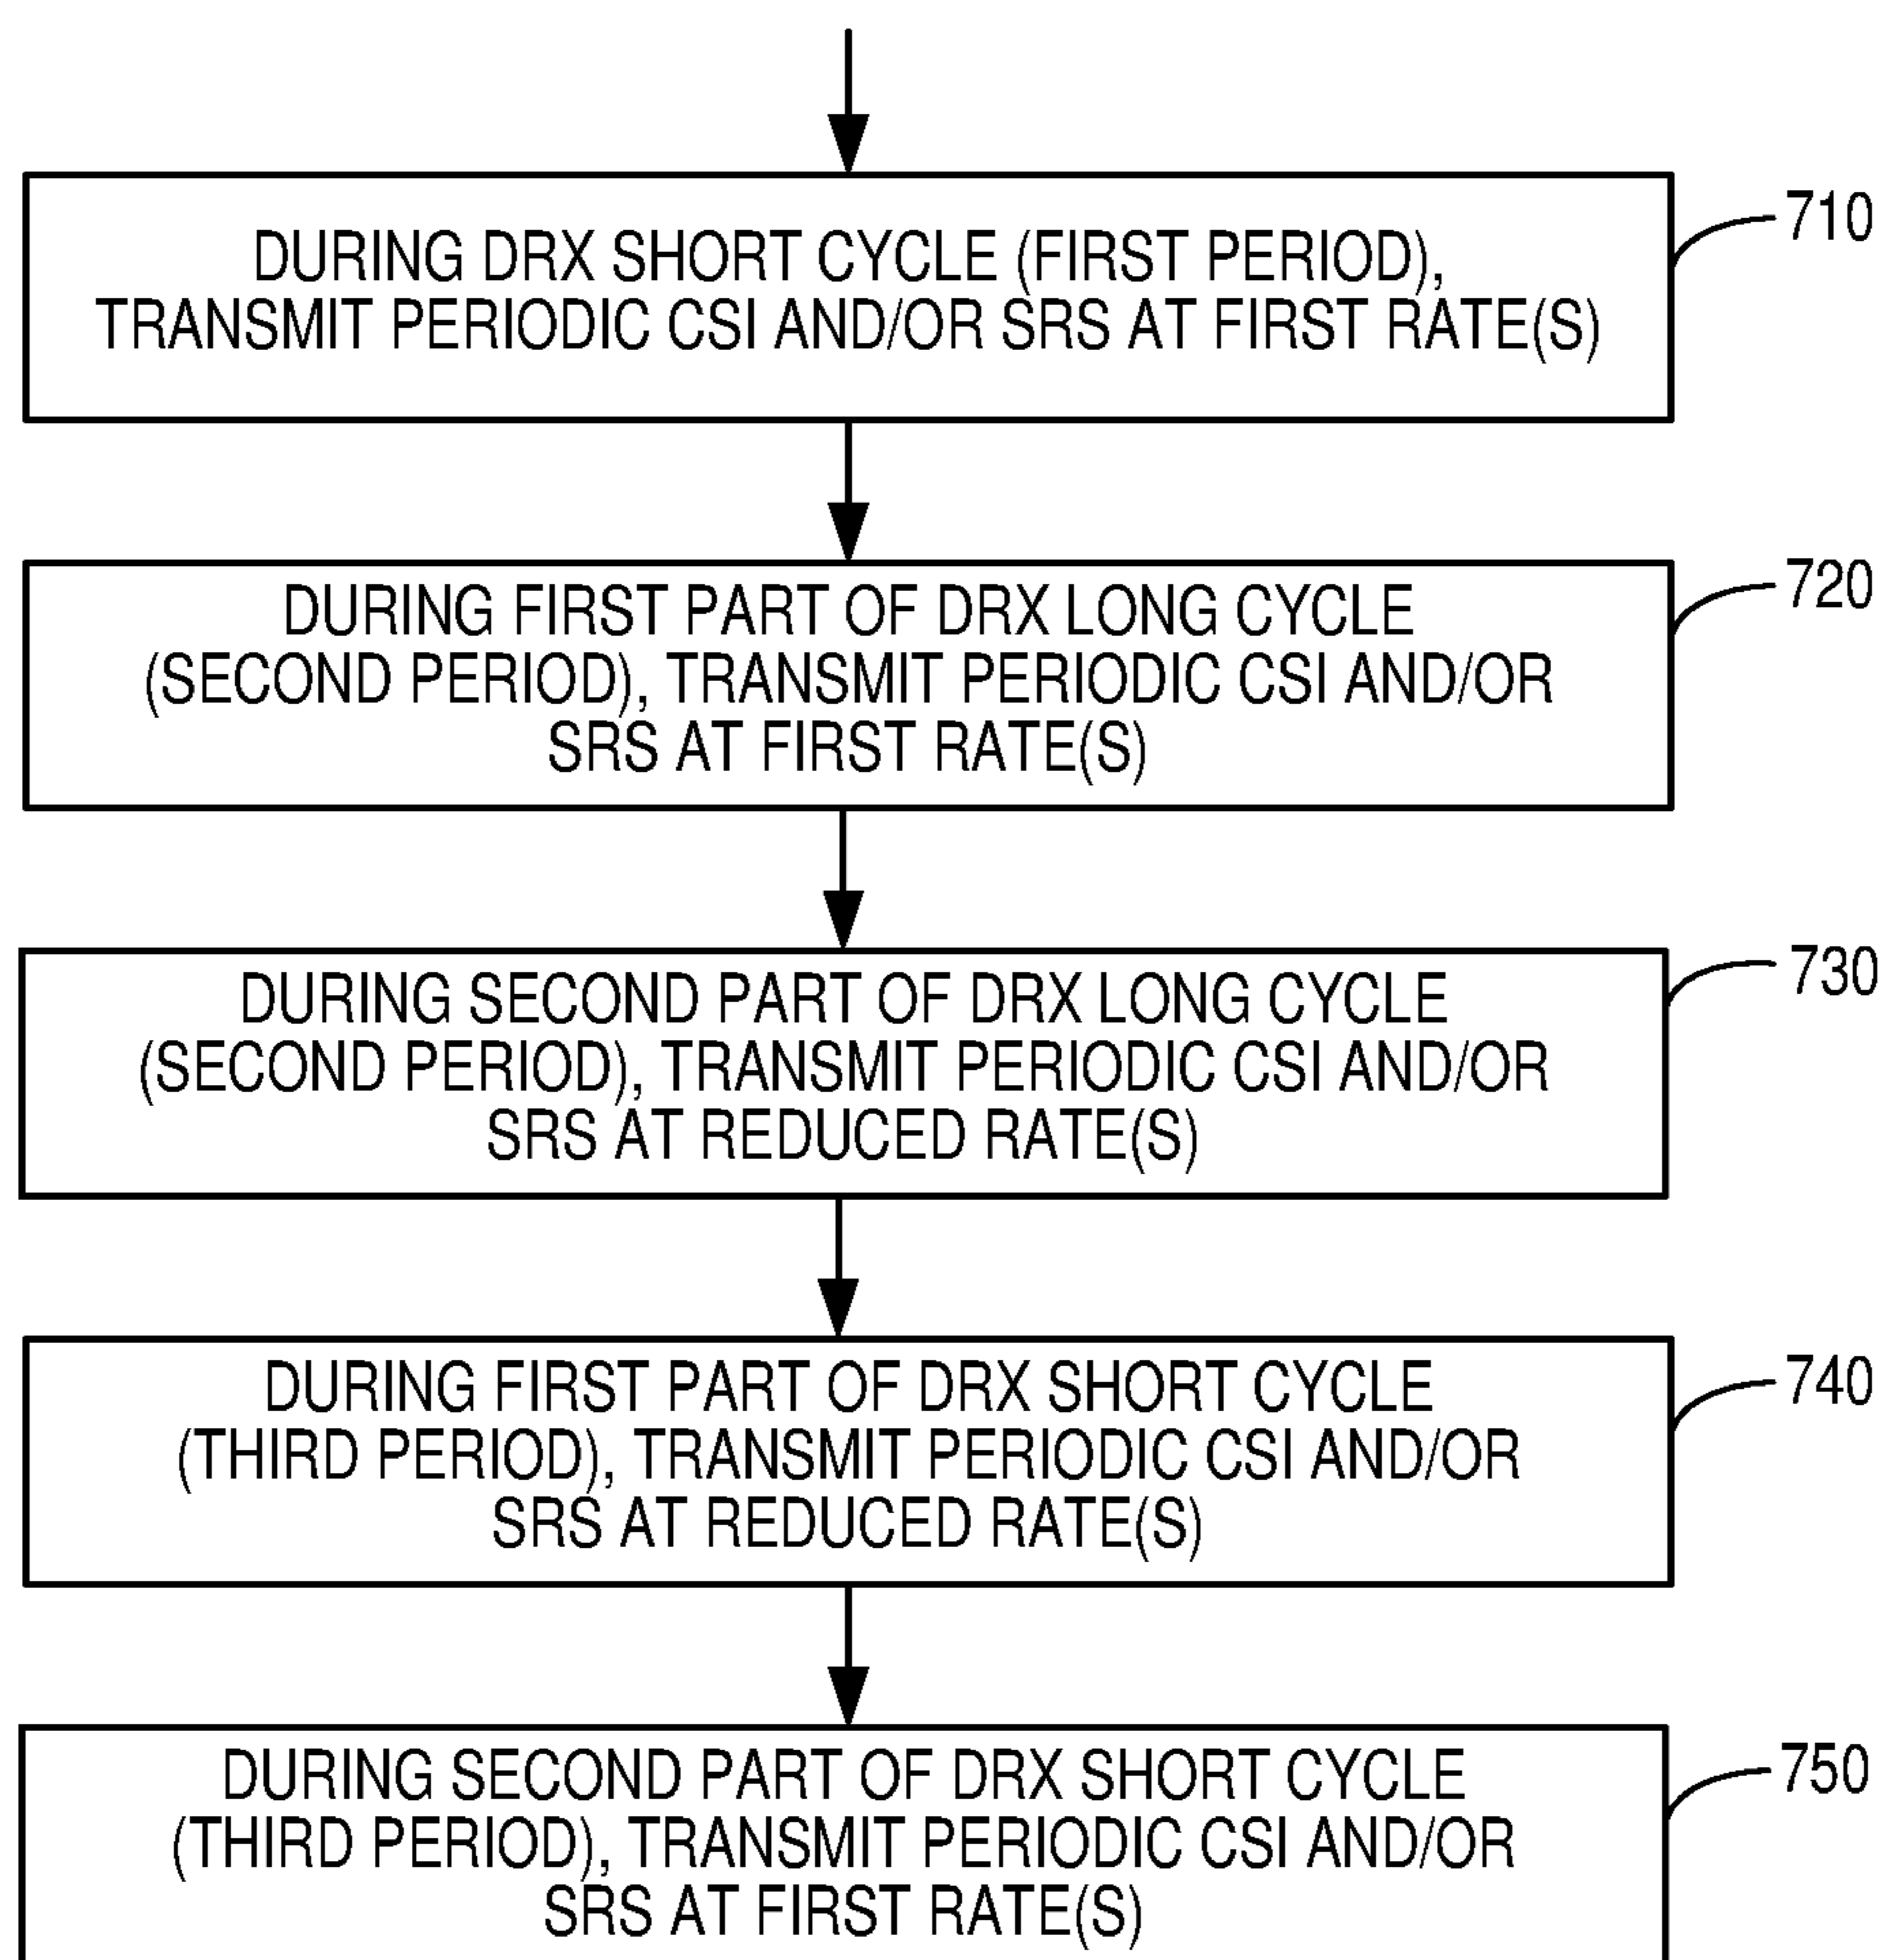 DURING DRX SHORT CYCLE (FIRST PERIOD),
TRANSMIT PERIODIC CSI AND/OR SRS AT FIRST RATE(S)
710
DURING FIRST PART OF DRX LONG CYCLE
(SECOND PERIOD), TRANSMIT PERIODIC CSI AND/OR
SRS AT FIRST RATE(S)
720
DURING SECOND PART OF DRX LONG CYCLE
(SECOND PERIOD), TRANSMIT PERIODIC CSI AND/OR
SRS AT REDUCED RATE(S)
730
DURING FIRST PART OF DRX SHORT CYCLE
(THIRD PERIOD), TRANSMIT PERIODIC CSI AND/OR
SRS AT REDUCED RATE(S)
740
DURING SECOND PART OF DRX SHORT CYCLE
(THIRD PERIOD), TRANSMIT PERIODIC CSI AND/OR
SRS AT FIRST RATE(S)
750